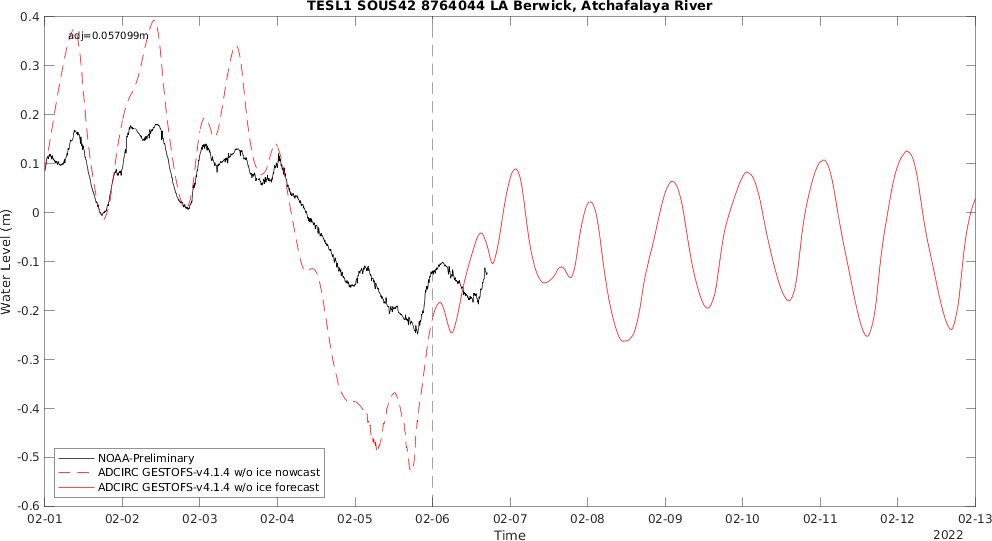 TESL1 SOUS42 8764044 LA Berwick, Atchafalaya River
adj=0.057099m
0.4
0.3
0.2
0.1
0
-0.1
-0.2
-0.3
-0.4
-0.5
-0.6
Water Level (m)
NOAA-Preliminary
ADCIRC GESTOFS-v4.1.4 w/o ice nowcast
ADCIRC GESTOFS-v4.1.4 w/o ice forecast
02-01 02-02 02-03 02-04 02-05 02-06 02-07 02-08 02-09 02-10 02-11 02-12 02-13
Time
2022